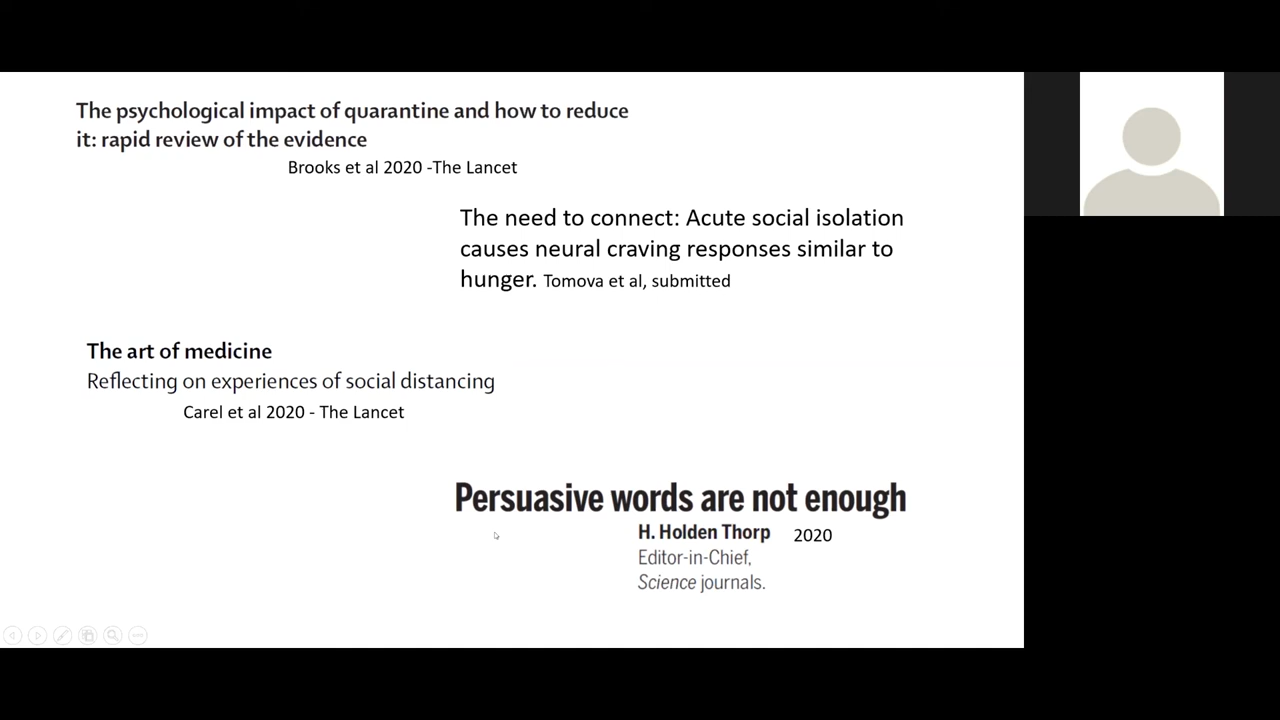 The psychological impact of quarantine and how to reduce
it: rapid review of the evidence
Brooks et al 2020 -The Lancet
The need to connect: Acute social isolation
causes neural craving responses similar to
hunger. Tomova et al, submitted
The art of medicine
Reflecting on experiences of social distancing
Carel et al 2020 - The Lancet
Persuasive words are not enough
H. Holden Thorp 2020
Editor-in-Chief,
Science journals.